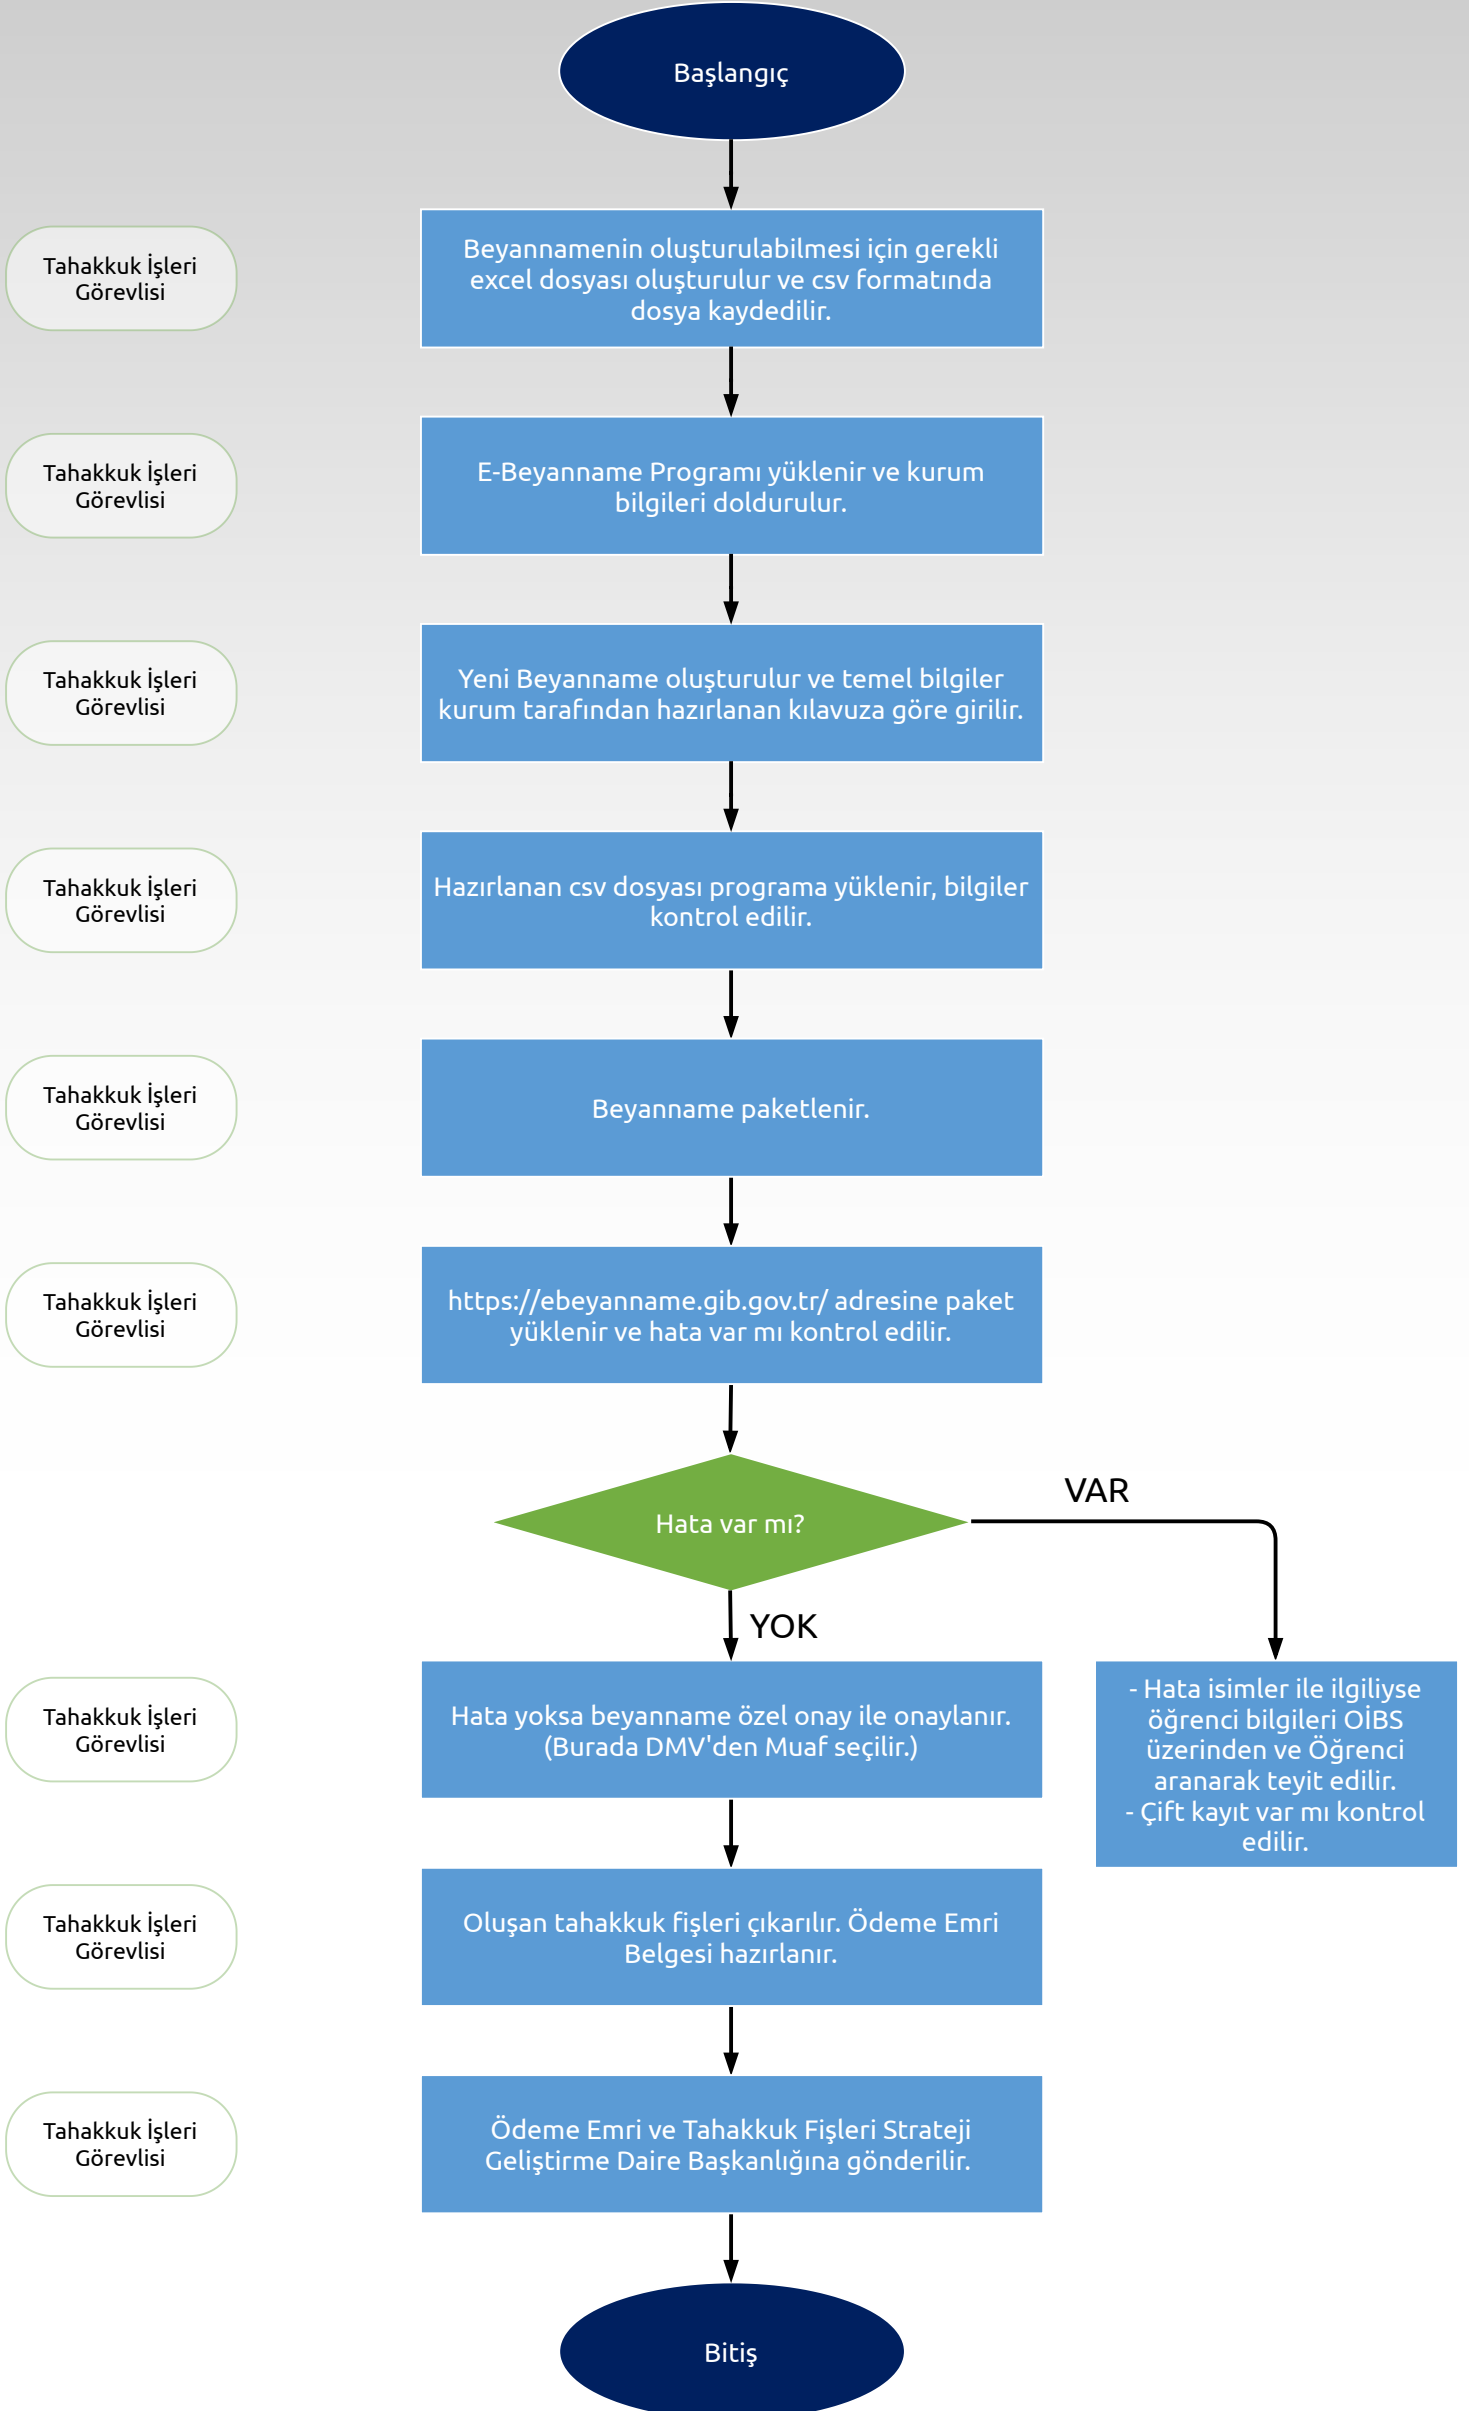 Başlangıç
Tahakkuk İşleri
Görevlisi
Beyannamenin oluşturulabilmesi için gerekli
excel dosyası oluşturulur ve csv formatında
dosya kaydedilir.
Tahakkuk İşleri
Görevlisi
E-Beyanname Programı yüklenir ve kurum
bilgileri doldurulur.
Tahakkuk İşleri
Görevlisi
Yeni Beyanname oluşturulur ve temel bilgiler
kurum tarafından hazırlanan kılavuza göre girilir.
Tahakkuk İşleri
Görevlisi
Hazırlanan csv dosyası programa yüklenir, bilgiler
kontrol edilir.
Tahakkuk İşleri
Görevlisi
Beyanname paketlenir.
Tahakkuk İşleri
Görevlisi
https://ebeyanname.gib.gov.tr/ adresine paket
yüklenir ve hata var mı kontrol edilir.
Hata var mı?
VAR
YOK
Tahakkuk İşleri
Görevlisi
Hata yoksa beyanname özel onay ile onaylanır.
(Burada DMV'den Muaf seçilir.)
- Hata isimler ile ilgiliyse
öğrenci bilgileri OİBS
üzerinden ve Öğrenci
aranarak teyit edilir.
- Çift kayıt var mı kontrol
edilir.
Tahakkuk İşleri
Görevlisi
Oluşan tahakkuk fişleri çıkarılır. Ödeme Emri
Belgesi hazırlanır.
Tahakkuk İşleri
Görevlisi
Ödeme Emri ve Tahakkuk Fişleri Strateji
Geliştirme Daire Başkanlığına gönderilir.
Bitiş